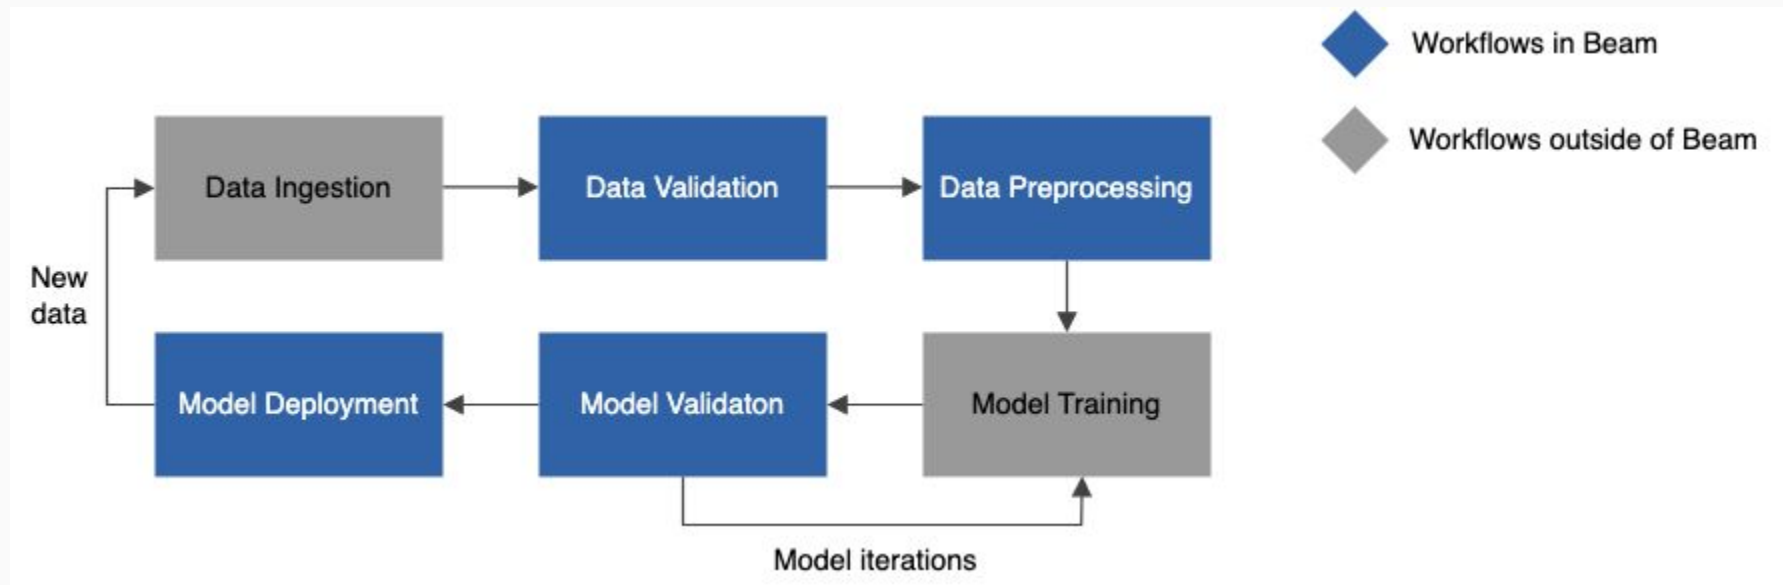 Workflows in Beam
Workflows outside of Beam
Data Ingestion
Data Validation
Data Preprocessing
New
data
Model Deployment
Model Validaton
Model Training
Model iterations